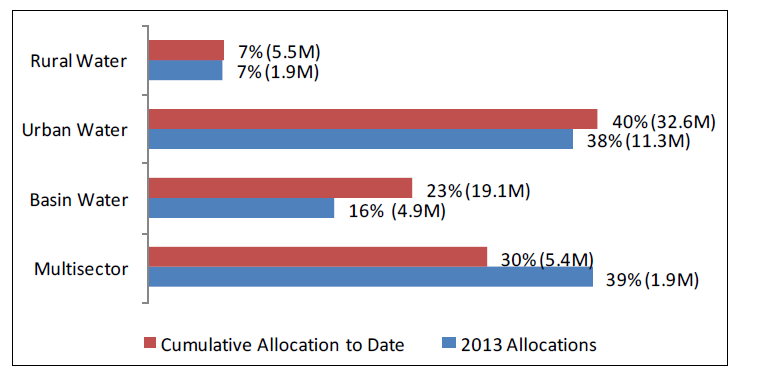 Rural Water
7% (5.5M)
7% (1.9M)
Urban Water
40% (32.6M)
38% (11.3M)
Basin Water
23% (19.1M)
16% (4.9M)
Multisector
30% (5.4M)
39% (1.9M)
Cumulative Allocation to Date
2013 Allocations